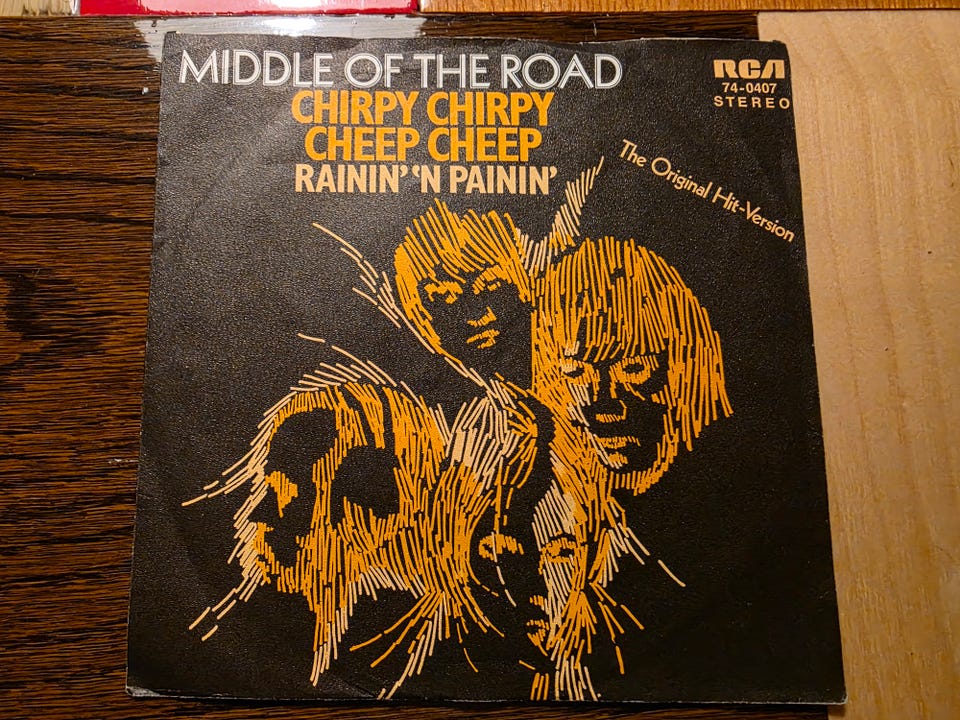 MIDDLE OF THE ROAD
CHIRPY CHIRPY
CHEEP CHEEP
RAININ' 'N PAININ'
RCA
74-0407
STEREO
The Original Hit-Version